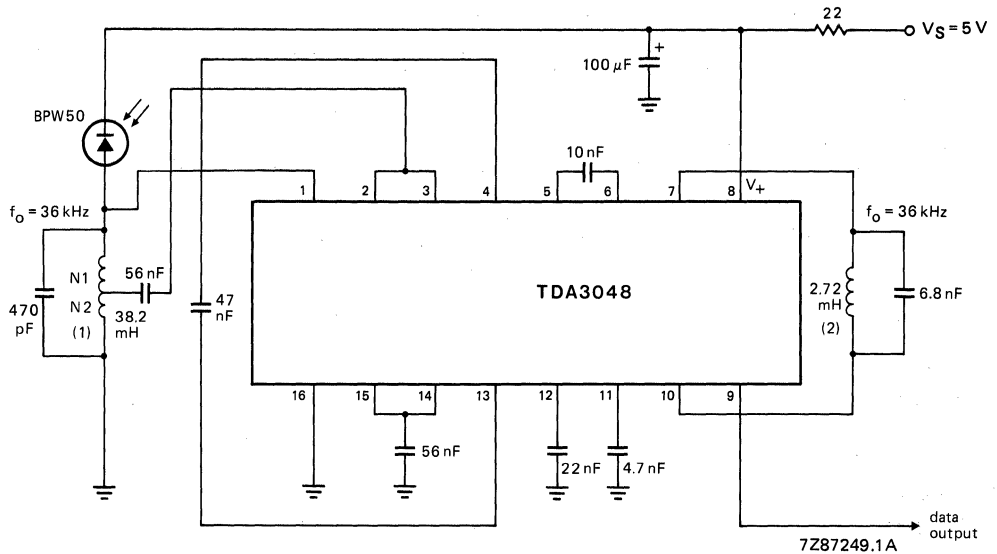 22
V_S = 5 V
+
100 µF
BPW50
10 nF
1
2
3
4
5
6
7
8
V+
f_o = 36 kHz
f_o = 36 kHz
N1
56 nF
N2
38.2
mH
(1)
470
pF
47
nF
TDA3048
2.72
mH
(2)
6.8 nF
16
15
14
13
12
11
10
9
56 nF
22 nF
4.7 nF
data
output
7Z87249.1A